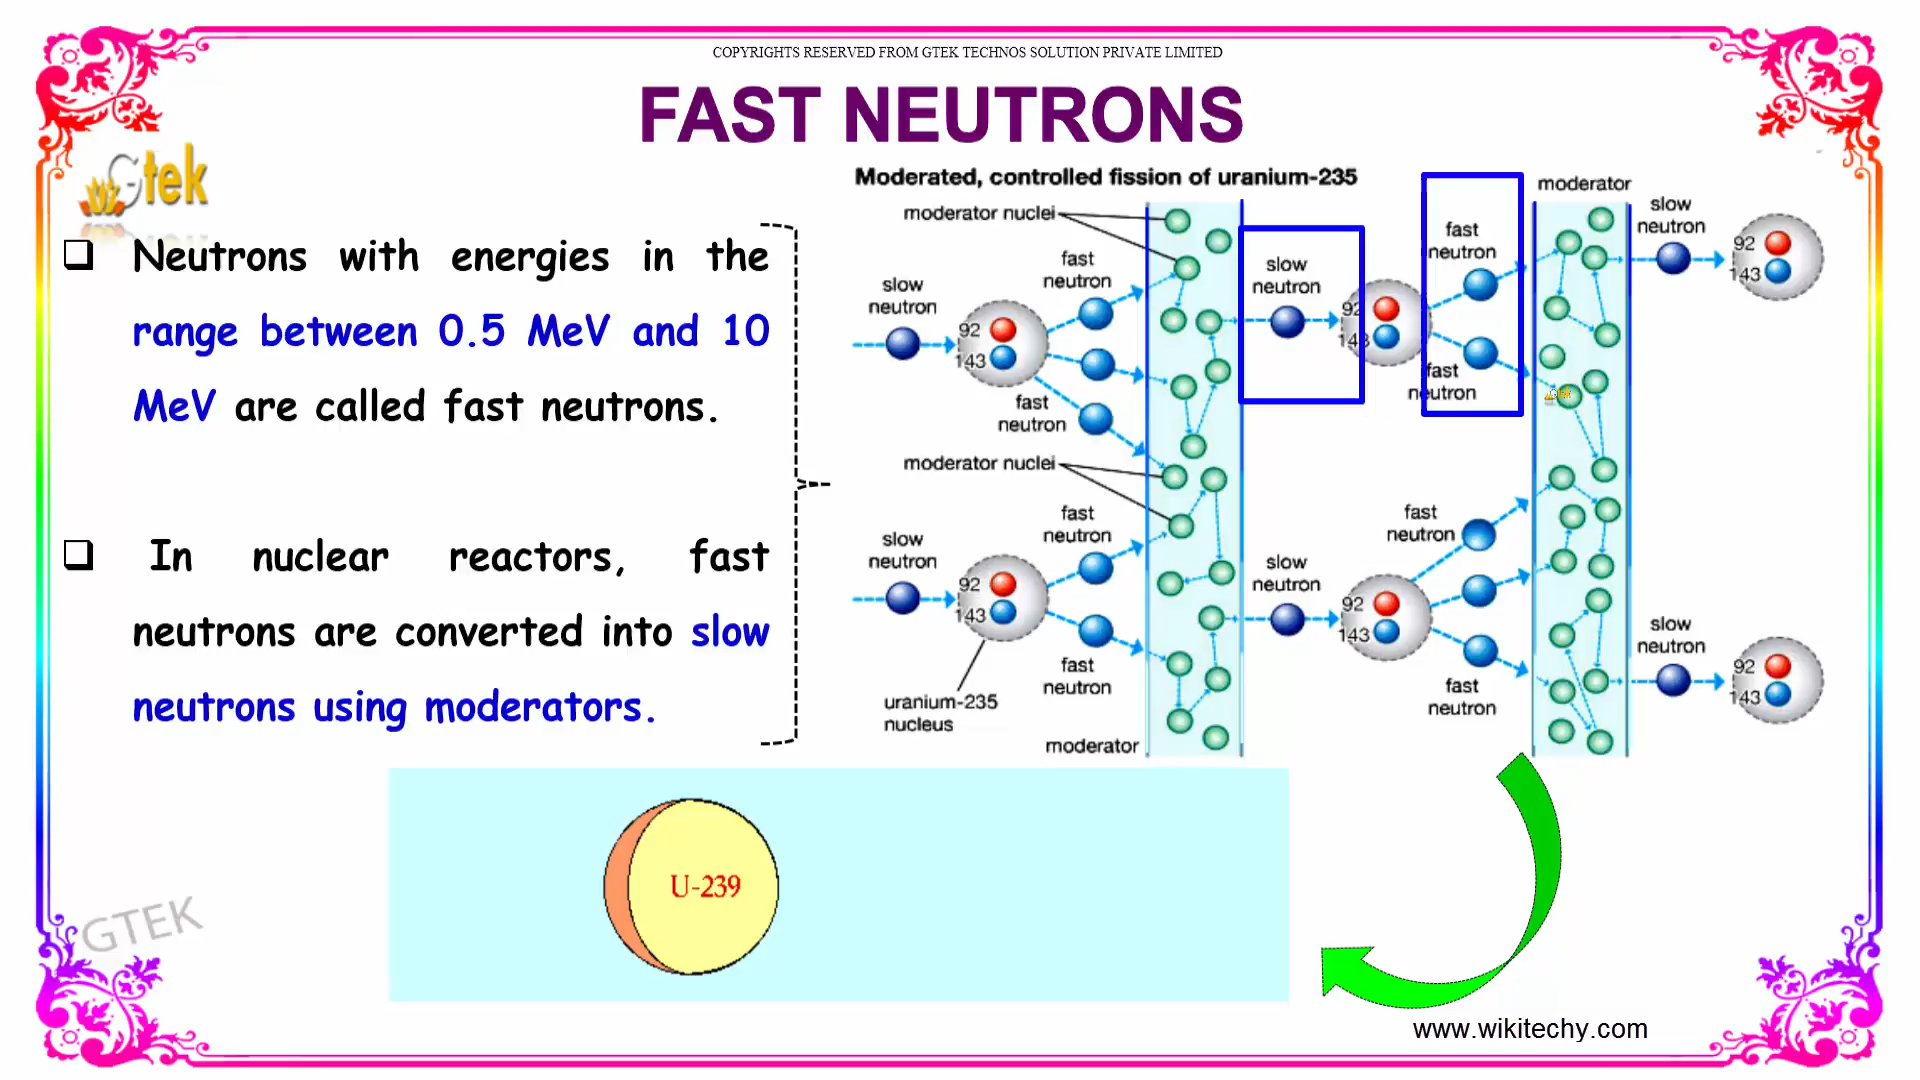 COPYRIGHTS RESERVED FROM GTEK TECHNOS SOLUTION PRIVATE LIMITED
FAST NEUTRONS
Gtek
Neutrons with energies in the
range between 0.5 MeV and 10
MeV are called fast neutrons.
In nuclear reactors, fast
neutrons are converted into slow
neutrons using moderators.
Moderated, controlled fission of uranium-235
moderator nuclei
slow
neutron
92
143
fast
neutron
fast
neutron
slow
neutron
92
143
fast
neutron
fast
neutron
moderator
slow
neutron
92
143
moderator nuclei
slow
neutron
92
143
fast
neutron
fast
neutron
uranium-235
nucleus
moderator
slow
neutron
92
143
fast
neutron
fast
neutron
slow
neutron
92
143
U-239
GTEK
www.wikitechy.com